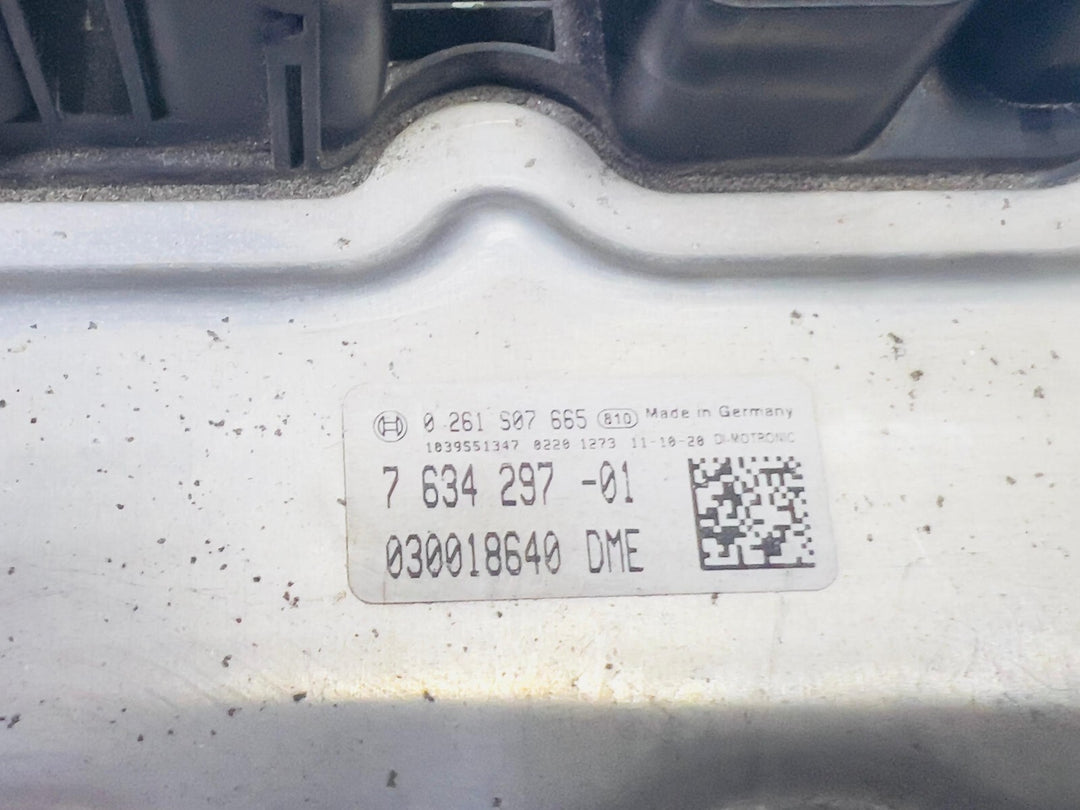 0 261 S07 665 810 Made in Germany
1039551347 0220 1273 11-10-20 DI-MOTRONIC
7 634 297 -01
030018640 DME